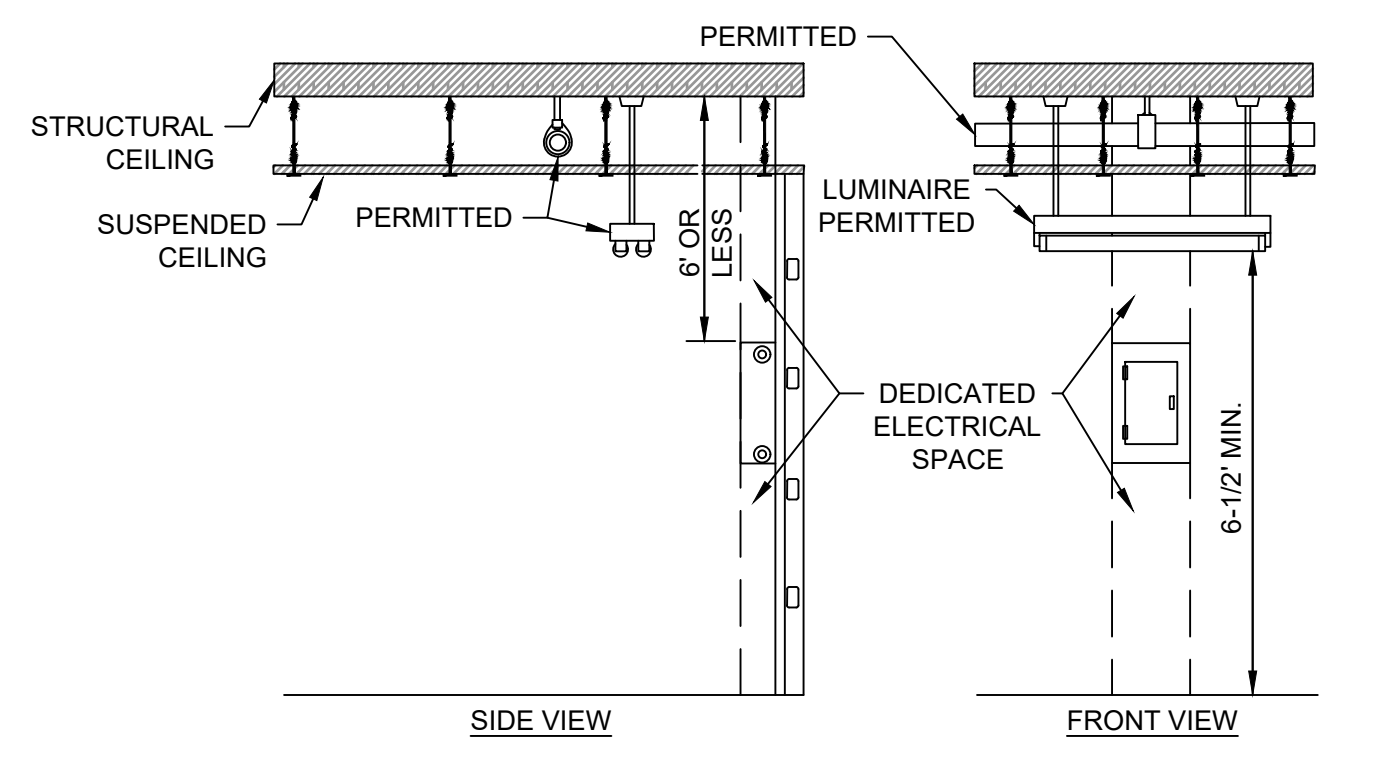 PERMITTED
STRUCTURAL
CEILING
SUSPENDED
CEILING
PERMITTED
6' OR
LESS
LUMINAIRE
PERMITTED
DEDICATED
ELECTRICAL
SPACE
6-1/2' MIN.
SIDE VIEW
FRONT VIEW